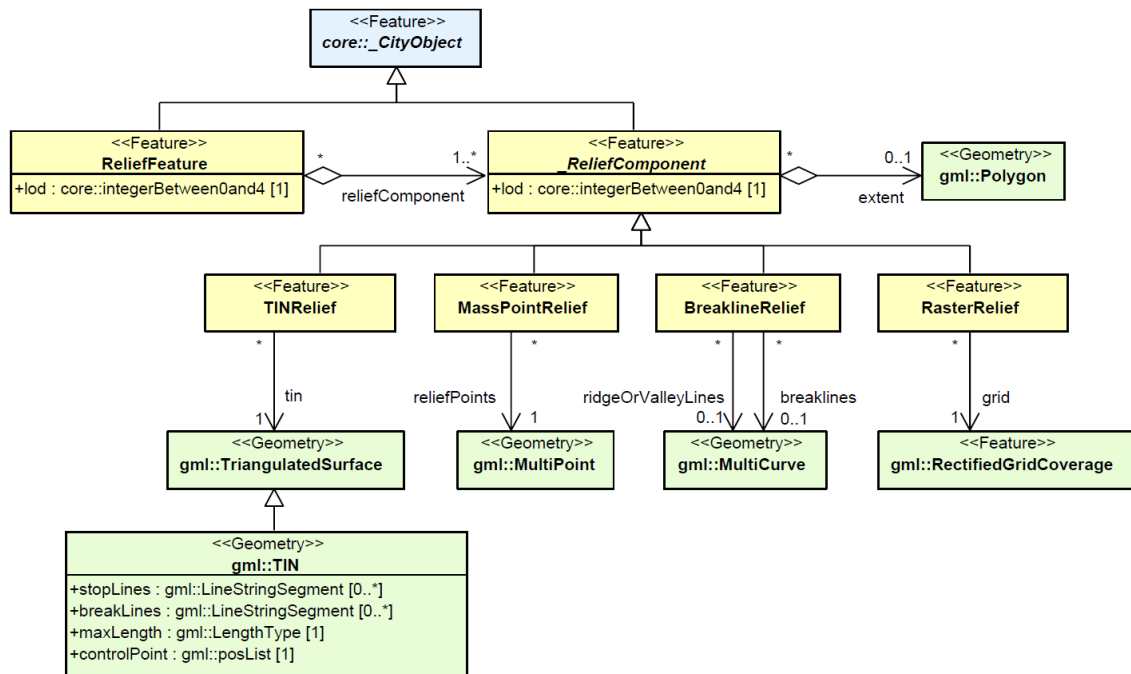 <<Feature>>
core::_CityObject
<<Feature>>
ReliefFeature
+lod : core::integerBetween0and4 [1]
*
1..*
reliefComponent
<<Feature>>
_ReliefComponent
+lod : core::integerBetween0and4 [1]
*
0..1
extent
<<Geometry>>
gml::Polygon
<<Feature>>
TINRelief
<<Feature>>
MassPointRelief
<<Feature>>
BreaklineRelief
<<Feature>>
RasterRelief
*
tin
1
*
reliefPoints
1
*
ridgeOrValleyLines
0..1
*
breaklines
0..1
*
grid
1
<<Geometry>>
gml::TriangulatedSurface
<<Geometry>>
gml::MultiPoint
<<Geometry>>
gml::MultiCurve
<<Feature>>
gml::RectifiedGridCoverage
<<Geometry>>
gml::TIN
+stopLines : gml::LineStringSegment [0..*]
+breakLines : gml::LineStringSegment [0..*]
+maxLength : gml::LengthType [1]
+controlPoint : gml::posList [1]